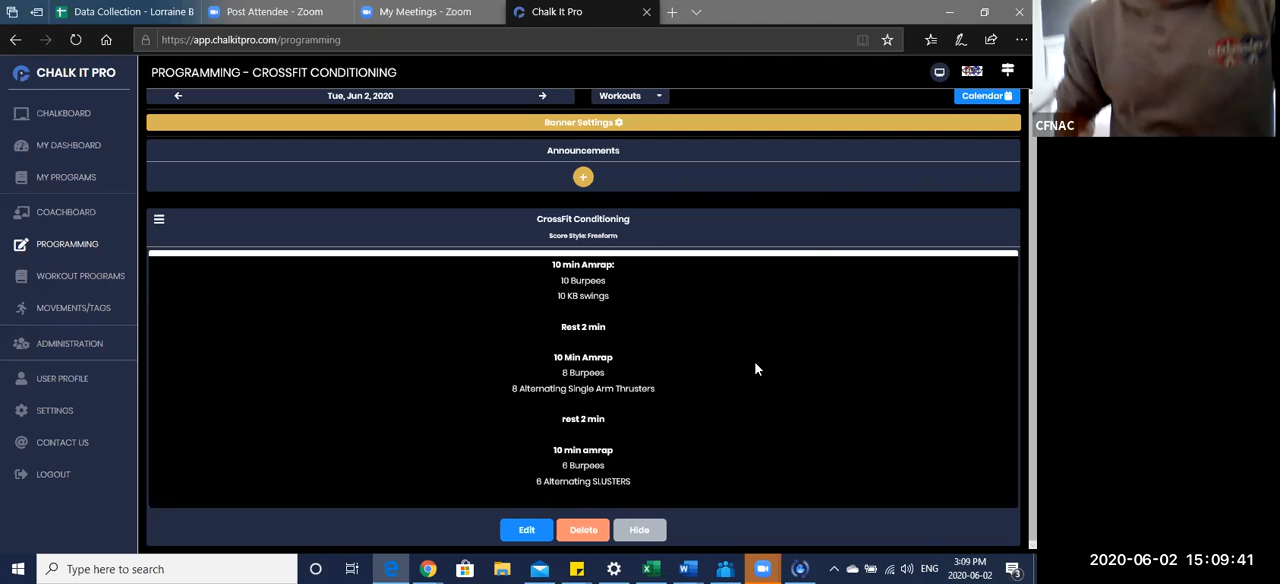 Data Collection - Lorraine B
Post Attendee - Zoom
My Meetings - Zoom
Chalk It Pro
https://app.chalkitpro.com/programming
CHALK IT PRO
PROGRAMMING - CROSSFIT CONDITIONING
CHALKBOARD
MY DASHBOARD
MY PROGRAMS
COACHBOARD
PROGRAMMING
WORKOUT PROGRAMS
MOVEMENTS/TAGS
ADMINISTRATION
USER PROFILE
SETTINGS
CONTACT US
LOGOUT
Tue, Jun 2, 2020
Workouts
Calendar
Banner Settings
Announcements
+
CrossFit Conditioning
Score Style: Freeform
10 min Amrap:
10 Burpees
10 KB swings
Rest 2 min
10 Min Amrap
8 Burpees
8 Alternating Single Arm Thrusters
rest 2 min
10 min amrap
6 Burpees
6 Alternating SLUSTERS
Edit
Delete
Hide
CFNAC
Type here to search
ENG
3:09 PM
2020-06-02
3
2020-06-02 15:09:41